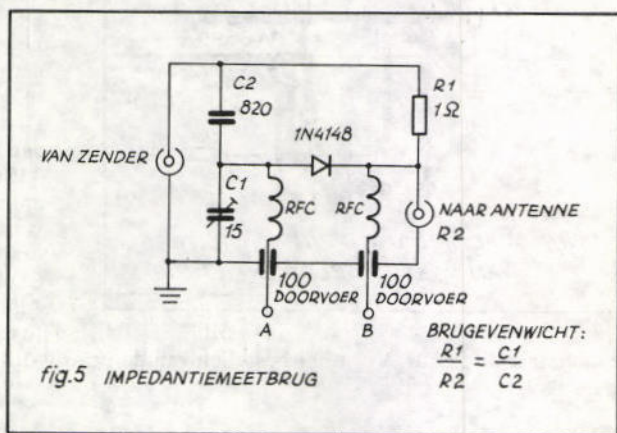 C2
820
R1
1Ω
1N4148
VAN ZENDER
C1
15
RFC
RFC
NAAR ANTENNE
R2
100
DOORVOER
100
DOORVOER
A
B
BRUGEVENWICHT:
R1 = C1
R2 C2
fig.5 IMPEDANTIEMEETBRUG